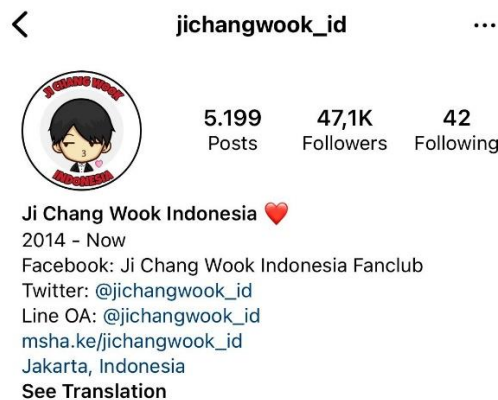 jichangwook_id
JI CHANG WOOK
INDONESIA
5.199 47,1K 42
Posts Followers Following
Ji Chang Wook Indonesia ❤️
2014 - Now
Facebook: Ji Chang Wook Indonesia Fanclub
Twitter: @jichangwook_id
Line OA: @jichangwook_id
msha.ke/jichangwook_id
Jakarta, Indonesia
See Translation